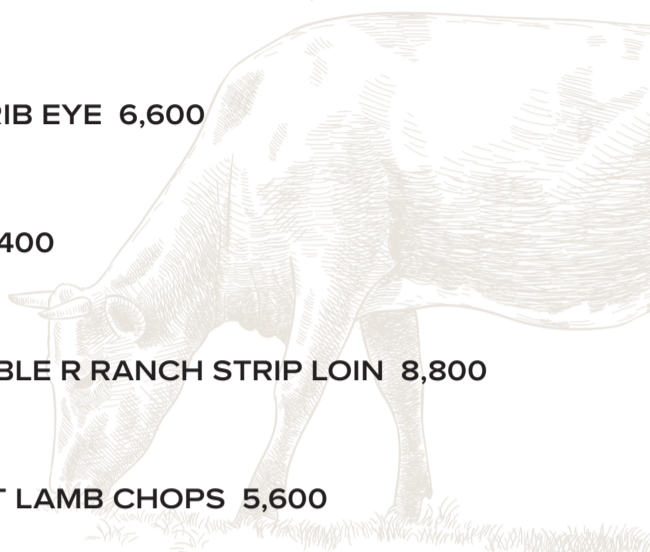 RIB EYE 6,600
400
BLE R RANCH STRIP LOIN 8,800
T LAMB CHOPS 5,600